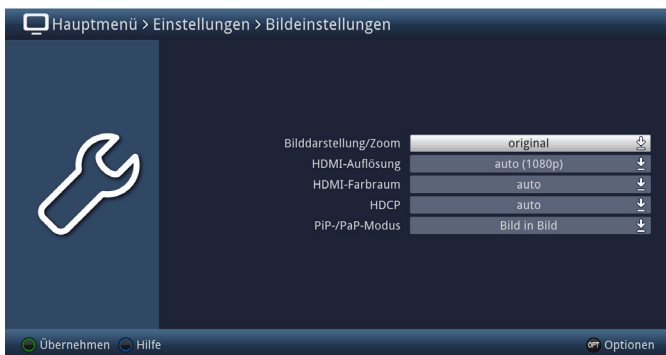 Hauptmenü > Einstellungen > Bildeinstellungen
Bilddarstellung/Zoom original
HDMI-Auflösung auto (1080p)
HDMI-Farbraum auto
HDCP auto
PiP-/PaP-Modus Bild in Bild
Übernehmen Hilfe OPT Optionen